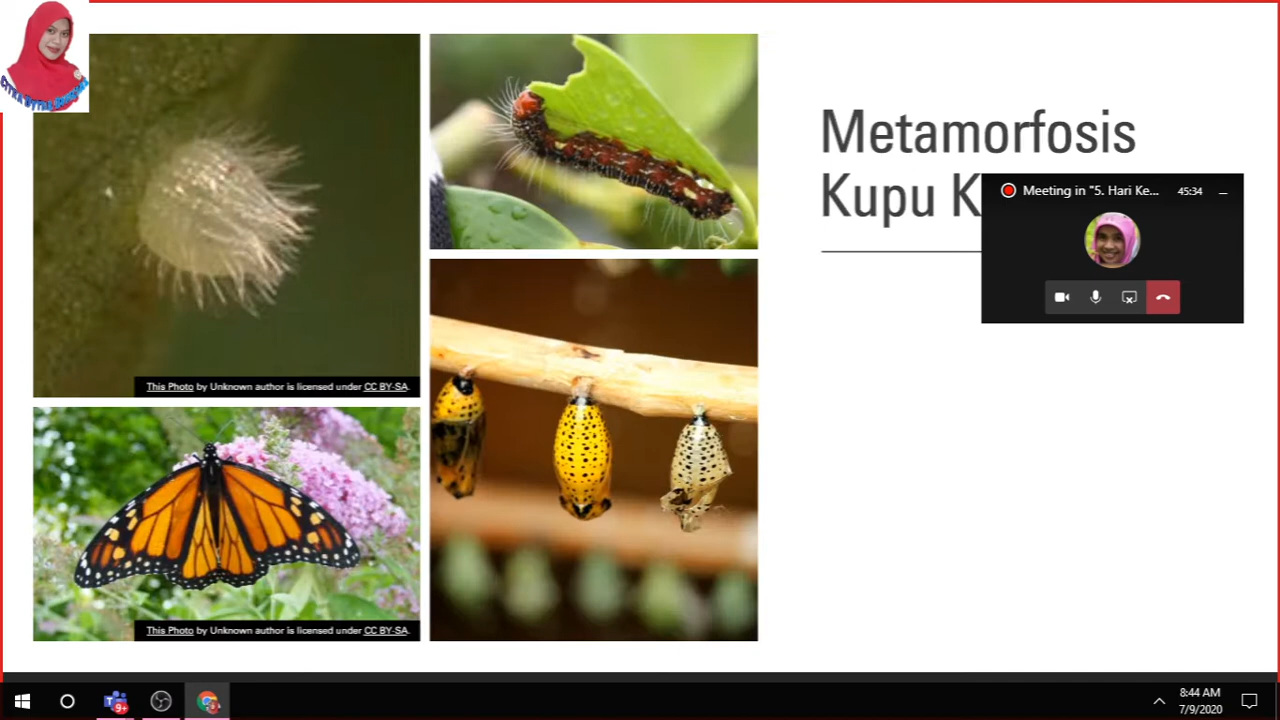 Metamorfosis
Kupu K
Meeting in "5. Hari Ke...
45:34
This Photo by Unknown author is licensed under CC BY-SA.
This Photo by Unknown author is licensed under CC BY-SA.
9+
8:44 AM
7/9/2020